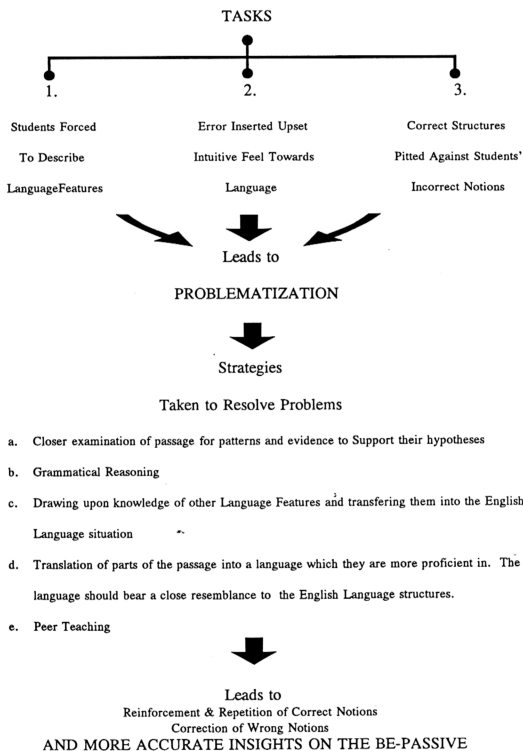 TASKS
1.
2.
3.
Students Forced
To Describe
LanguageFeatures
Error Inserted Upset
Intuitive Feel Towards
Language
Correct Structures
Pitted Against Students'
Incorrect Notions
Leads to
PROBLEMATIZATION
Strategies
Taken to Resolve Problems
a. Closer examination of passage for patterns and evidence to Support their hypotheses
b. Grammatical Reasoning
c. Drawing upon knowledge of other Language Features and transfering them into the English
Language situation
d. Translation of parts of the passage into a language which they are more proficient in. The
language should bear a close resemblance to the English Language structures.
e. Peer Teaching
Leads to
Reinforcement & Repetition of Correct Notions
Correction of Wrong Notions
AND MORE ACCURATE INSIGHTS ON THE BE-PASSIVE